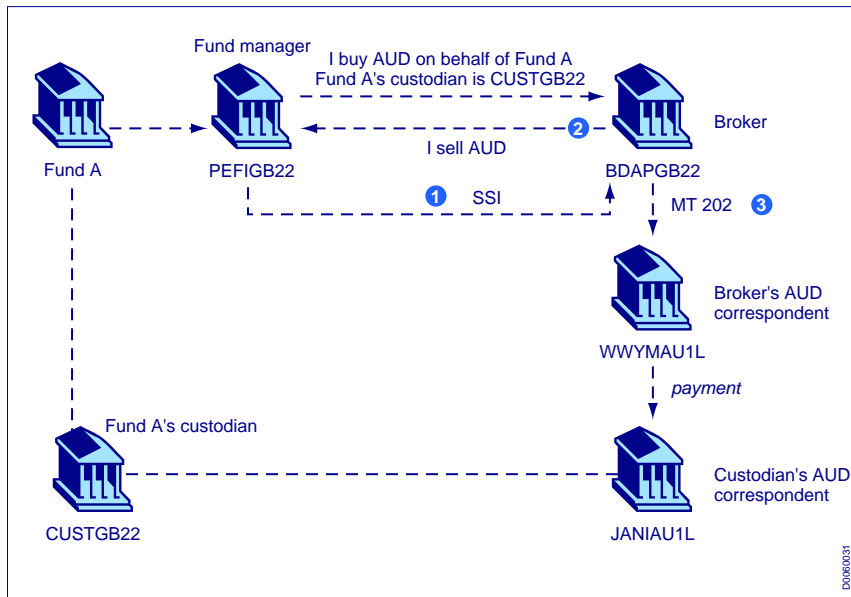 Fund manager
I buy AUD on behalf of Fund A
Fund A's custodian is CUSTGB22
Broker
2
I sell AUD
Fund A
PEFIGB22
BDAPGB22
1
SSI
MT 202
3
Broker's AUD
correspondent
WWYMAU1L
payment
Fund A's custodian
Custodian's AUD
correspondent
CUSTGB22
JANIAU1L
D0060031